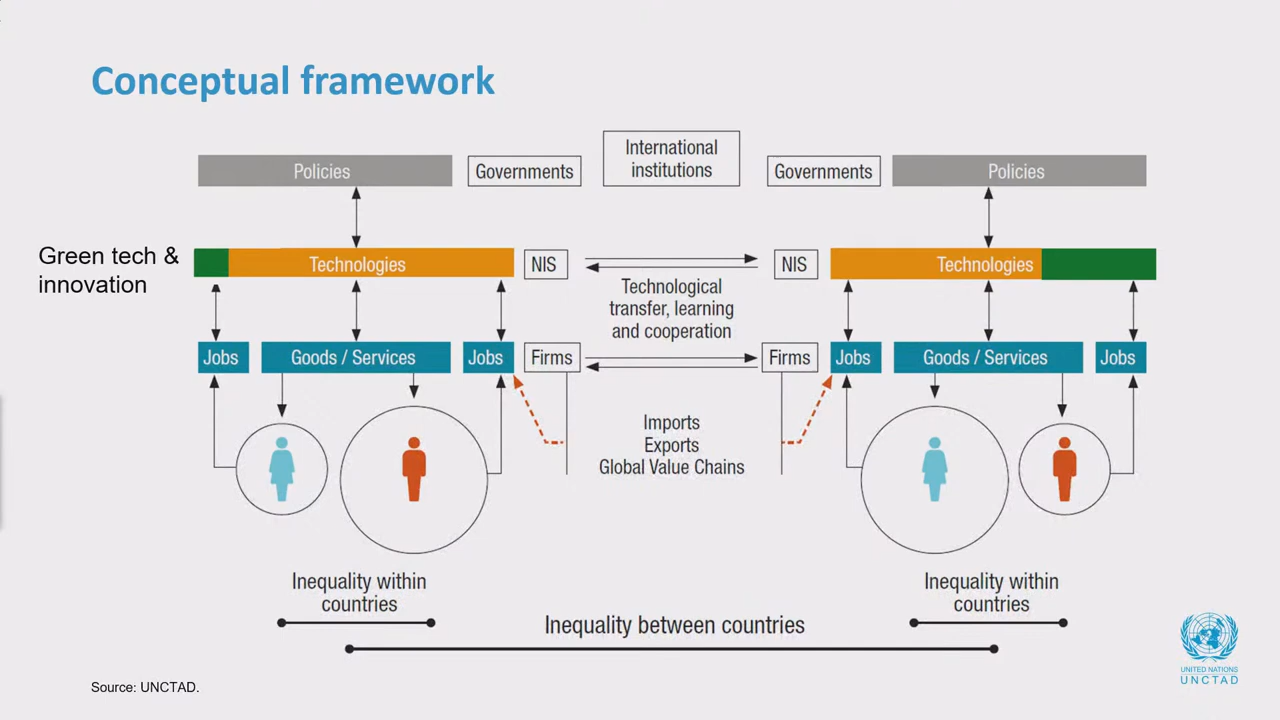 Conceptual framework
Policies
Governments
International
institutions
Governments
Policies
Green tech &
innovation
Technologies
NIS
NIS
Technologies
Technological
transfer, learning
and cooperation
Jobs
Goods / Services
Jobs
Firms
Firms
Jobs
Goods / Services
Jobs
Imports
Exports
Global Value Chains
Inequality within
countries
Inequality within
countries
Inequality between countries
UNITED NATIONS
UNCTAD
Source: UNCTAD.